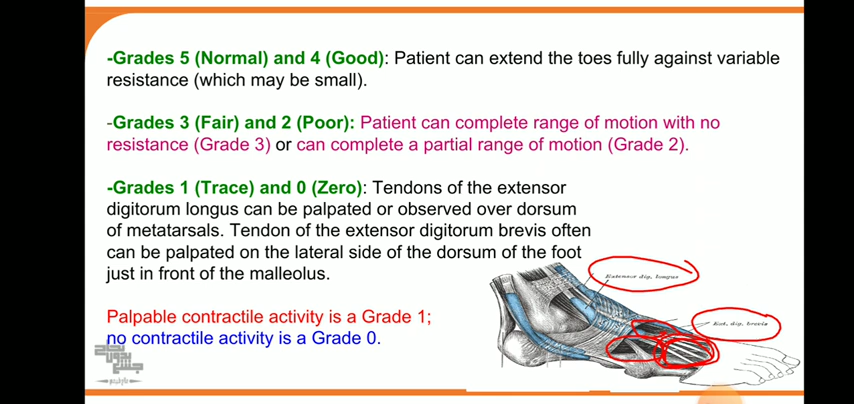 -Grades 5 (Normal) and 4 (Good): Patient can extend the toes fully against variable
resistance (which may be small).
-Grades 3 (Fair) and 2 (Poor): Patient can complete range of motion with no
resistance (Grade 3) or can complete a partial range of motion (Grade 2).
-Grades 1 (Trace) and 0 (Zero): Tendons of the extensor
digitorum longus can be palpated or observed over dorsum
of metatarsals. Tendon of the extensor digitorum brevis often
can be palpated on the lateral side of the dorsum of the foot
just in front of the malleolus.
Extensor dig. longus
Ext. dig. brevis
Palpable contractile activity is a Grade 1;
no contractile activity is a Grade 0.